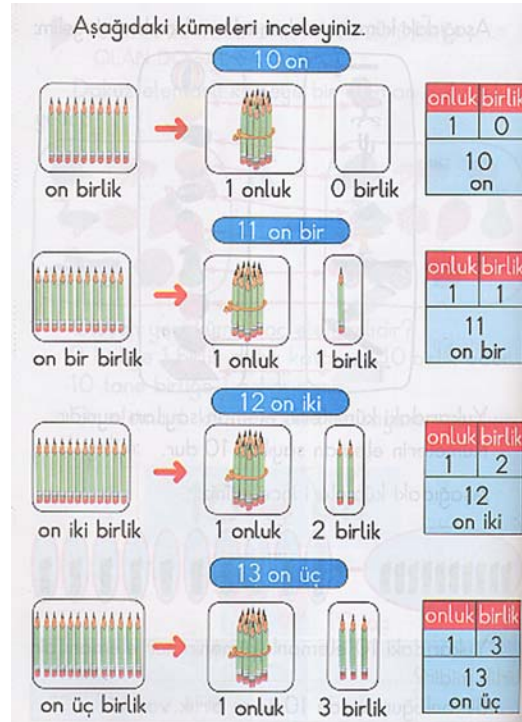 Aşağıdaki kümeleri inceleyiniz.
10 on
on birlik
1 onluk
0 birlik
onluk birlik
1 0
10
on
11 on bir
on bir birlik
1 onluk
1 birlik
onluk birlik
1 1
11
on bir
12 on iki
on iki birlik
1 onluk
2 birlik
onluk birlik
1 2
12
on iki
13 on üç
on üç birlik
1 onluk
3 birlik
onluk birlik
1 3
13
on üç